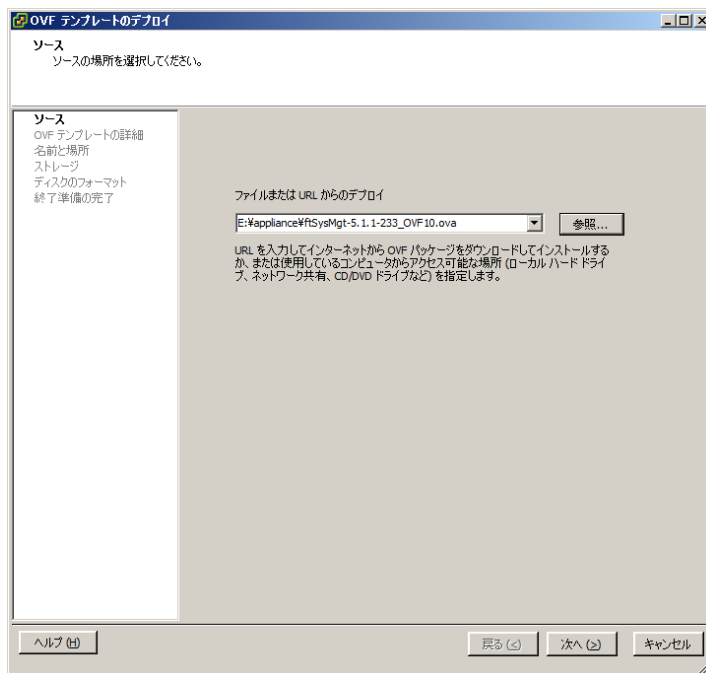 OVF テンプレートのデプロイ
ソース
ソースの場所を選択してください。
ソース
OVF テンプレートの詳細
名前と場所
ストレージ
ディスクのフォーマット
終了準備の完了
ファイルまたは URL からのデプロイ
E:¥appliance¥ftSysMgt-5.1.1-233_OVF10.ova
参照...
URL を入力してインターネットから OVF パッケージをダウンロードしてインストールする
か、または使用しているコンピュータからアクセス可能な場所 (ローカル ハード ドライ
ブ、ネットワーク共有、CD/DVD ドライブなど) を指定します。
ヘルプ (H)
戻る (<)
次へ (>)
キャンセル